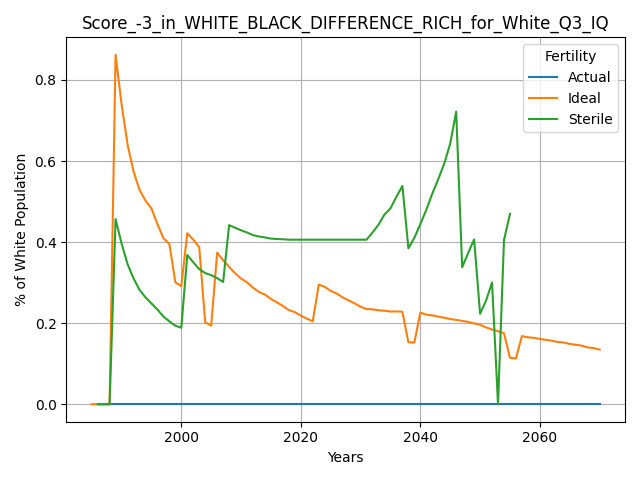 Score_-3_in_WHITE_BLACK_DIFFERENCE_RICH_for_White_Q3_IQ
Fertility
Actual
Ideal
Sterile
% of White Population
0.8
0.6
0.4
0.2
0.0
2000 2020 2040 2060
Years